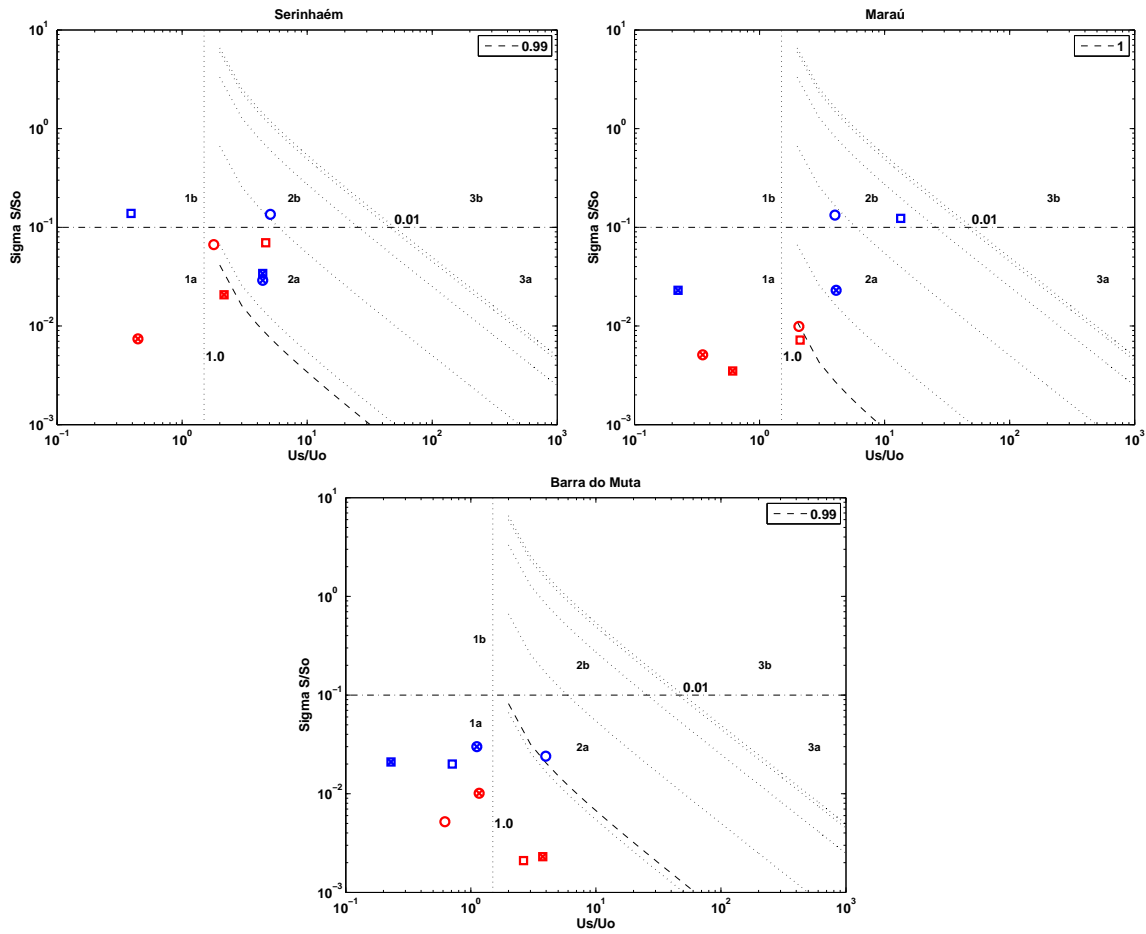 Serinhaém
10^1
0.99
10^0
1b
2b
3b
0.01
10^-1
Sigma S/So
1a
2a
3a
10^-2
1.0
10^-3
10^-1
10^0
10^1
10^2
10^3
Us/Uo
Maraú
10^1
1
10^0
1b
2b
3b
0.01
10^-1
Sigma S/So
1a
2a
3a
10^-2
1.0
10^-3
10^-1
10^0
10^1
10^2
10^3
Us/Uo
Barra do Muta
10^1
0.99
10^0
1b
2b
3b
0.01
10^-1
Sigma S/So
1a
2a
3a
10^-2
1.0
10^-3
10^-1
10^0
10^1
10^2
10^3
Us/Uo